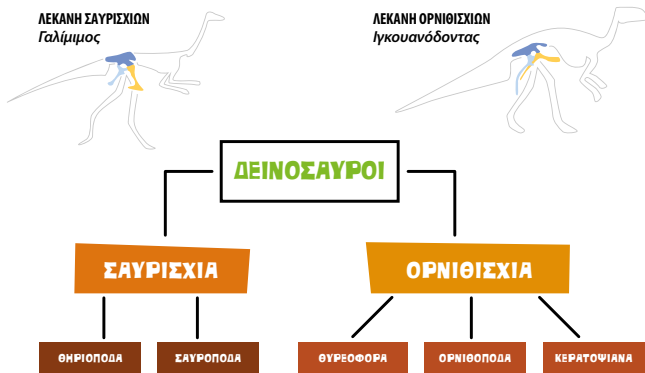 ΛΕΚΑΝΗ ΣΑΥΡΙΣΧΙΩΝ
Γαλίμιμος
ΛΕΚΑΝΗ ΟΡΝΙΘΙΣΧΙΩΝ
Ιγκουανόδοντας
ΔΕΙΝΟΣΑΥΡΟΙ
ΣΑΥΡΙΣΧΙΑ
ΟΡΝΙΘΙΣΧΙΑ
ΘΗΡΙΟΠΟΔΑ
ΣΑΥΡΟΠΟΔΑ
ΘΥΡΕΟΦΟΡΑ
ΟΡΝΙΘΟΠΟΔΑ
ΚΕΡΑΤΟΨΙΑΝΑ